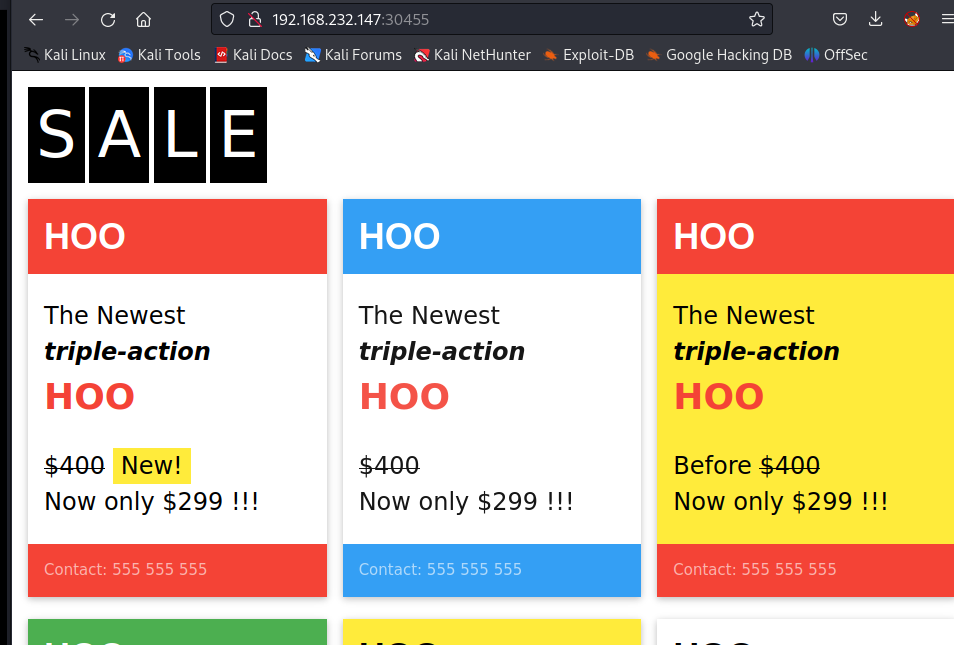 192.168.232.147:30455
Kali Linux Kali Tools Kali Docs Kali Forums Kali NetHunter Exploit-DB Google Hacking DB OffSec
SALE
HOO
The Newest
triple-action
HOO
$400 New!
Now only $299 !!!
Contact: 555 555 555
HOO
The Newest
triple-action
HOO
$400
Now only $299 !!!
Contact: 555 555 555
HOO
The Newest
triple-action
HOO
Before $400
Now only $299 !!!
Contact: 555 555 555